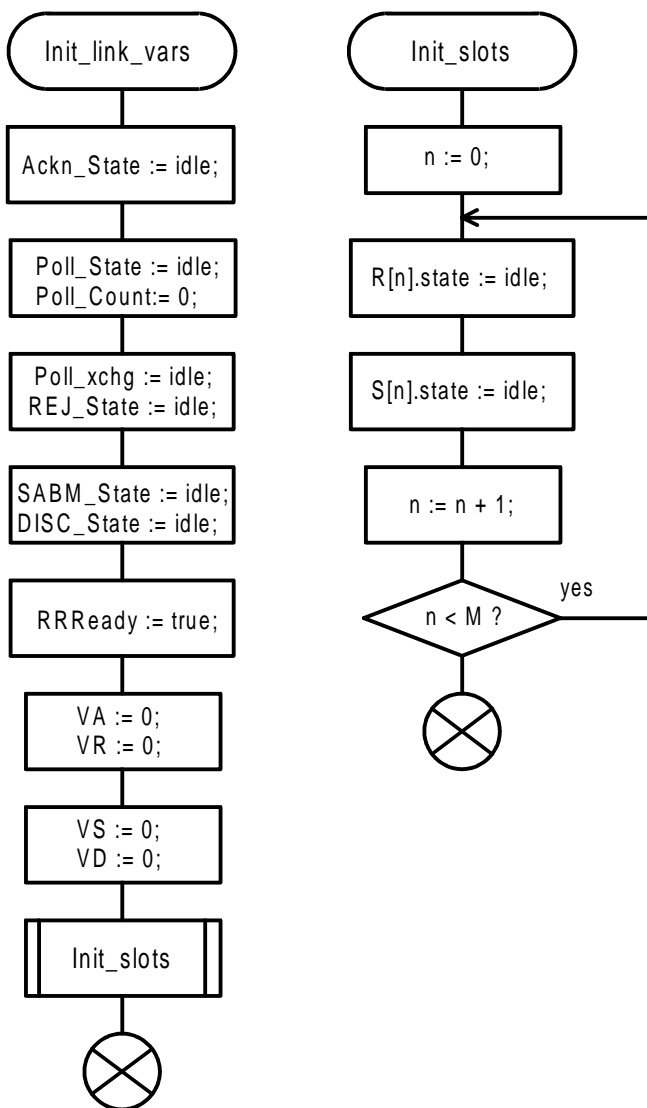 Init_link_vars
Ackn_State := idle;
Poll_State := idle;
Poll_Count:= 0;
Poll_xchg := idle;
REJ_State := idle;
SABM_State := idle;
DISC_State := idle;
RRReady := true;
VA := 0;
VR := 0;
VS := 0;
VD := 0;
Init_slots
Init_slots
n := 0;
R[n].state := idle;
S[n].state := idle;
n := n + 1;
n < M ?
yes